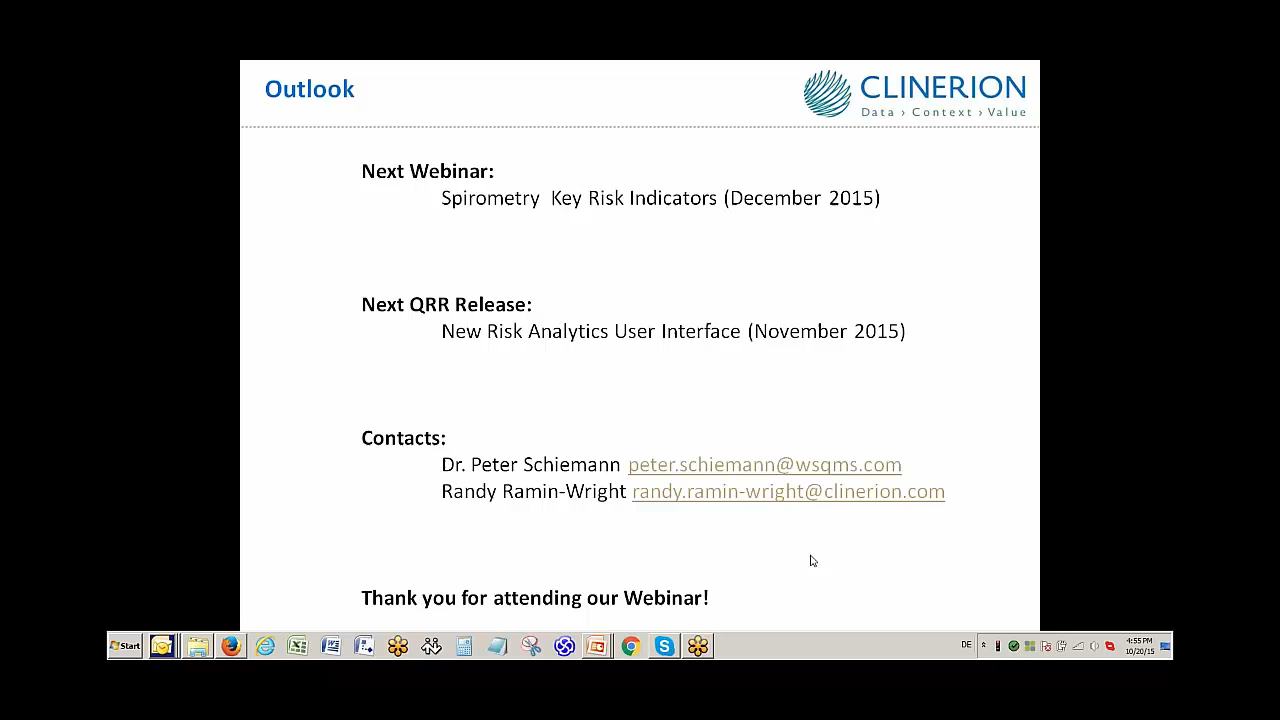 Outlook
CLINERION
Data › Context › Value
Next Webinar:
Spirometry Key Risk Indicators (December 2015)
Next QRR Release:
New Risk Analytics User Interface (November 2015)
Contacts:
Dr. Peter Schiemann peter.schiemann@wsqms.com
Randy Ramin-Wright randy.ramin-wright@clinerion.com
Thank you for attending our Webinar!
Start
DE
4:55 PM
10/20/15